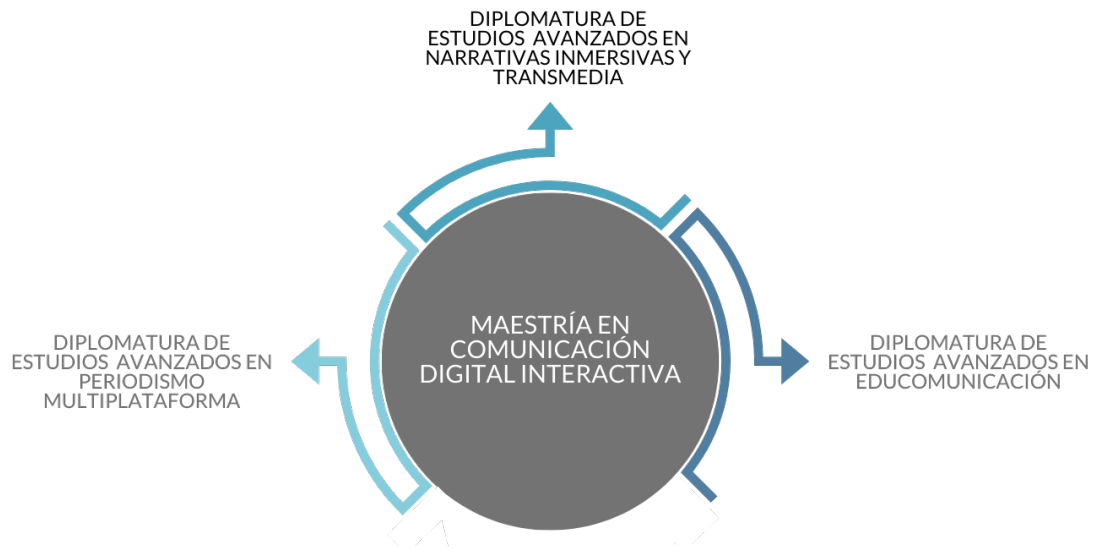 DIPLOMATURA DE
ESTUDIOS AVANZADOS EN
NARRATIVAS INMERSIVAS Y
TRANSMEDIA
MAESTRÍA EN
COMUNICACIÓN
DIGITAL INTERACTIVA
DIPLOMATURA DE
ESTUDIOS AVANZADOS EN
PERIODISMO
MULTIPLATAFORMA
DIPLOMATURA DE
ESTUDIOS AVANZADOS EN
EDUCOMUNICACIÓN